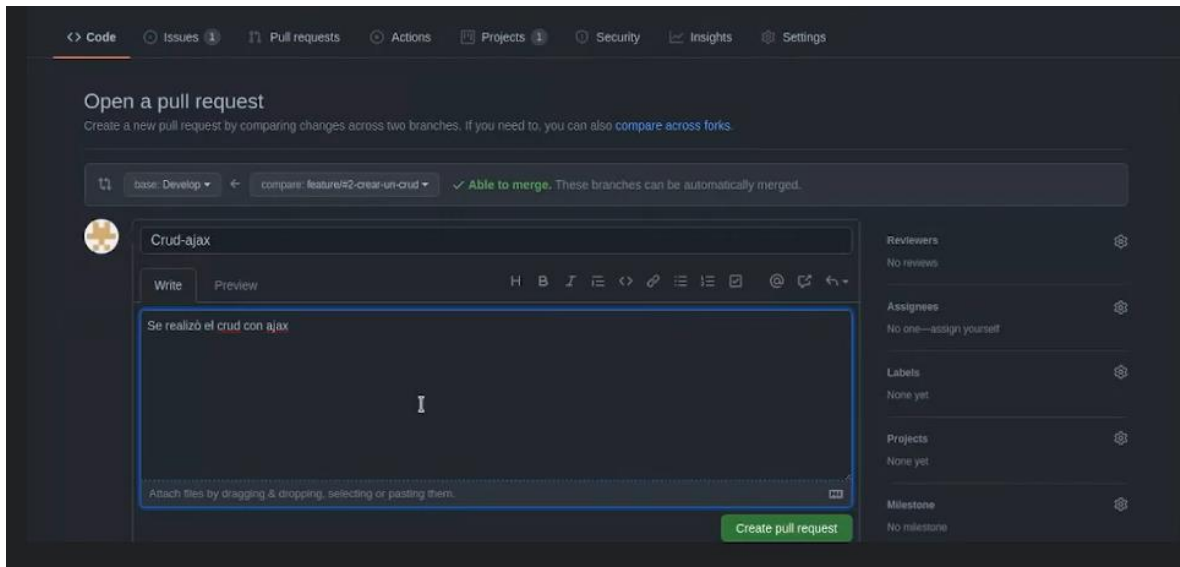 <> Code Issues 1 Pull requests Actions Projects 1 Security Insights Settings
Open a pull request
Create a new pull request by comparing changes across two branches. If you need to, you can also compare across forks.
base: Develop ← compare: feature/#2-crear-un-crud ✓ Able to merge. These branches can be automatically merged.
Crud-ajax
Write Preview
Se realizò el crud con ajax
Attach files by dragging & dropping, selecting or pasting them.
Create pull request
Reviewers
No reviews
Assignees
No one—assign yourself
Labels
None yet
Projects
None yet
Milestone
No milestone